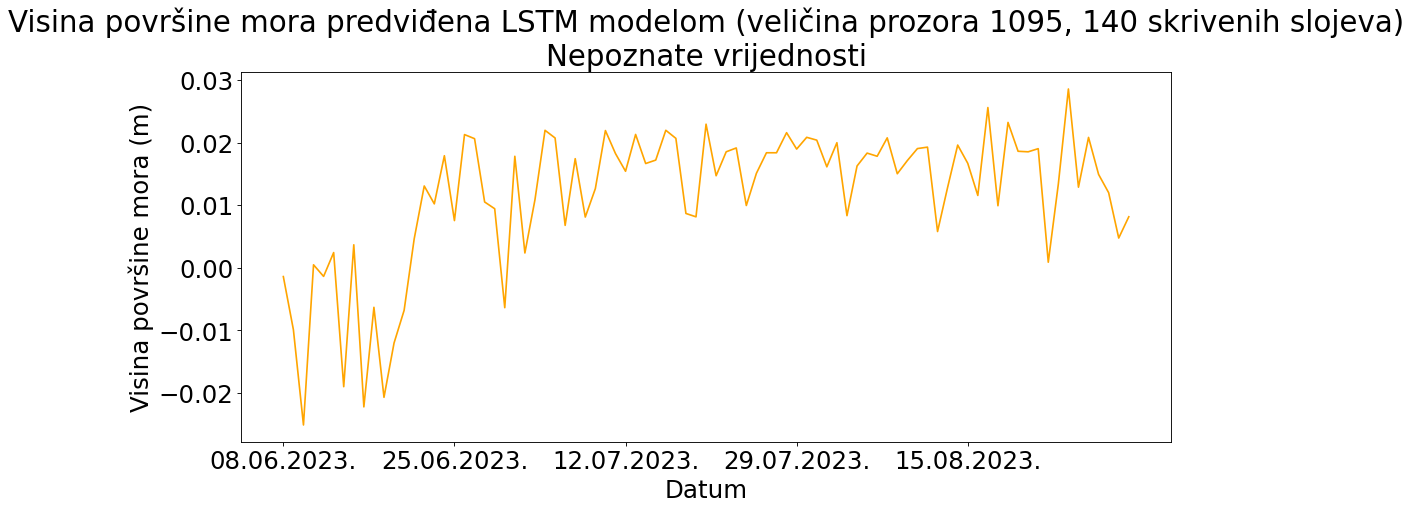 Visina površine mora predviđena LSTM modelom (veličina prozora 1095, 140 skrivenih slojeva)
Nepoznate vrijednosti
Visina površine mora (m)
0.03
0.02
0.01
0.00
−0.01
−0.02
08.06.2023. 25.06.2023. 12.07.2023. 29.07.2023. 15.08.2023.
Datum